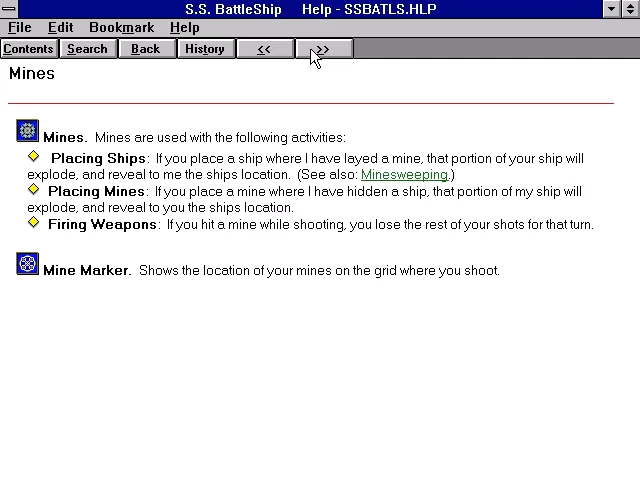 S.S. BattleShip Help - SSBATLS.HLP
File Edit Bookmark Help
Contents Search Back History << >>
Mines
Mines. Mines are used with the following activities:
Placing Ships: If you place a ship where I have layed a mine, that portion of your ship will
explode, and reveal to me the ships location. (See also: Minesweeping.)
Placing Mines: If you place a mine where I have hidden a ship, that portion of my ship will
explode, and reveal to you the ships location.
Firing Weapons: If you hit a mine while shooting, you lose the rest of your shots for that turn.
Mine Marker. Shows the location of your mines on the grid where you shoot.